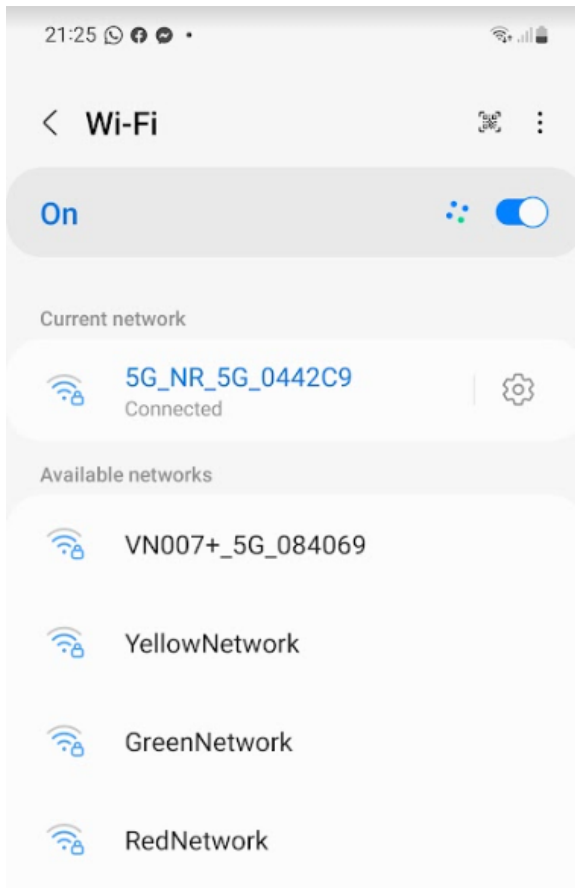 21:25
Wi-Fi
On
Current network
5G_NR_5G_0442C9
Connected
Available networks
VN007+_5G_084069
YellowNetwork
GreenNetwork
RedNetwork